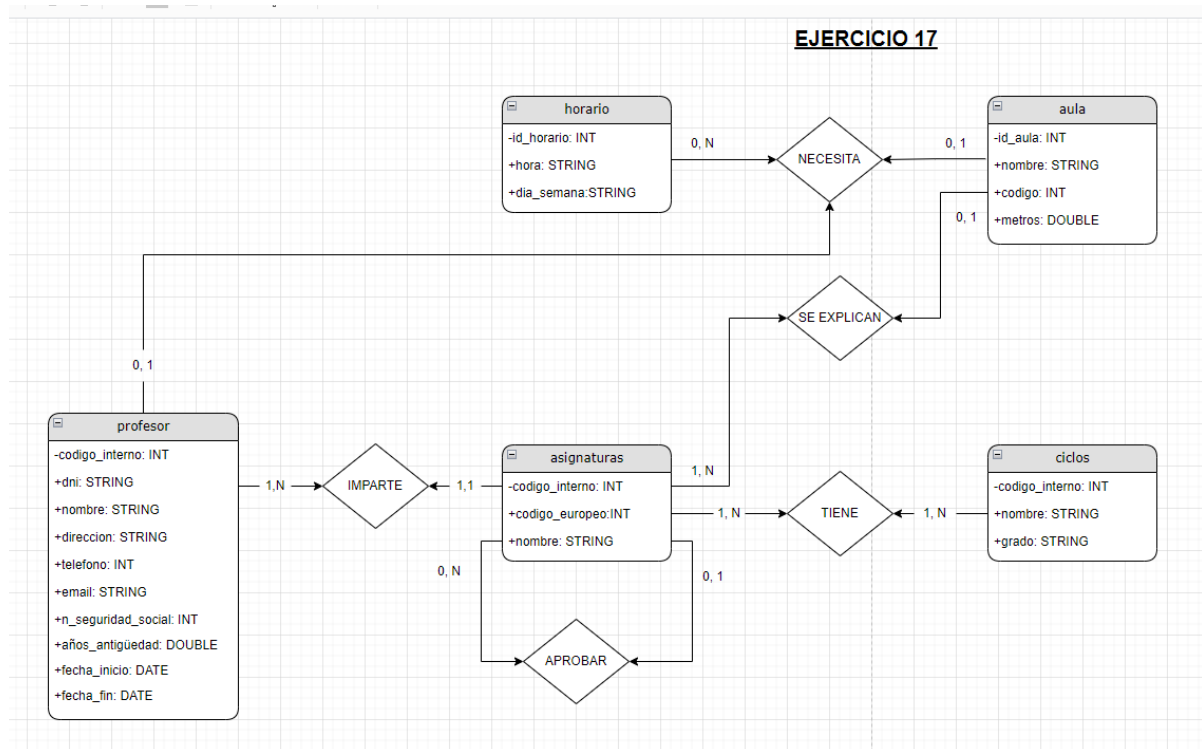 EJERCICIO 17
horario
-id_horario: INT
+hora: STRING
+dia_semana:STRING
0, N
NECESITA
0, 1
aula
-id_aula: INT
+nombre: STRING
+codigo: INT
+metros: DOUBLE
0, 1
SE EXPLICAN
0, 1
profesor
-codigo_interno: INT
+dni: STRING
+nombre: STRING
+direccion: STRING
+telefono: INT
+email: STRING
+n_seguridad_social: INT
+años_antigüedad: DOUBLE
+fecha_inicio: DATE
+fecha_fin: DATE
1,N
IMPARTE
1,1
asignaturas
-codigo_interno: INT
+codigo_europeo:INT
+nombre: STRING
1, N
1, N
TIENE
1, N
ciclos
-codigo_interno: INT
+nombre: STRING
+grado: STRING
0, N
0, 1
APROBAR